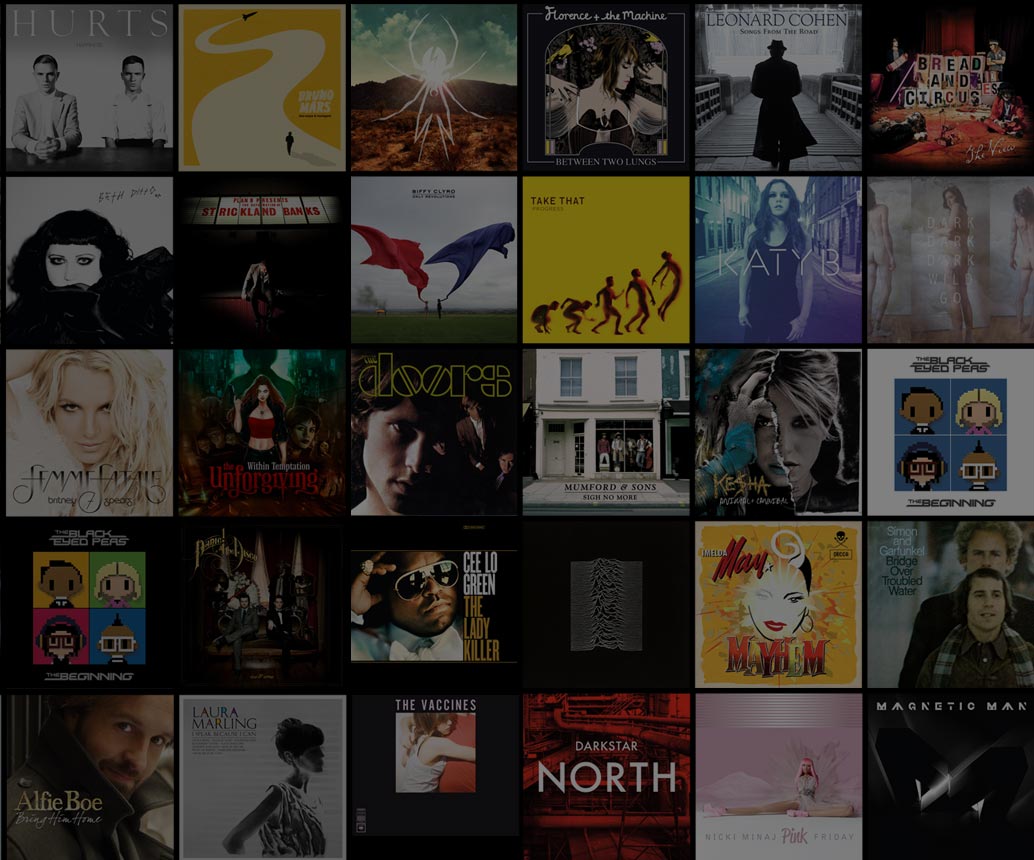 HURTS
HAPPINESS
BRUNO
MARS
Florence + the Machine
BETWEEN TWO LUNGS
LEONARD COHEN
SONGS FROM THE ROAD
BREAD
AND
CIRCUS
The View
BETH DITTO EP
PLAN B PRESENTS
STRICKLAND BANKS
BIFFY CLYRO
ONLY REVOLUTIONS
TAKE THAT
PROGRESS
KATY B
DARK
DARK
DARK
WILD
GO
FEMME FATALE
britney spears
Within Temptation
the Unforgiving
THE
doors
MUMFORD & SONS
SIGH NO MORE
KE$HA
ANIMAL + CANNIBAL
THE BLACK
EYED PEAS
THE BEGINNING
THE BLACK
EYED PEAS
THE BEGINNING
Panic! At The Disco
CEE LO
GREEN
THE
LADY
KILLER
IMELDA
May
DECCA
MAYHEM
Simon
and
Garfunkel
Bridge
Over
Troubled
Water
Alfie Boe
Bring Him Home
LAURA
MARLING
I SPEAK BECAUSE I CAN
THE VACCINES
DARKSTAR
NORTH
NICKI MINAJ Pink FRIDAY
MAGNETIC MAN